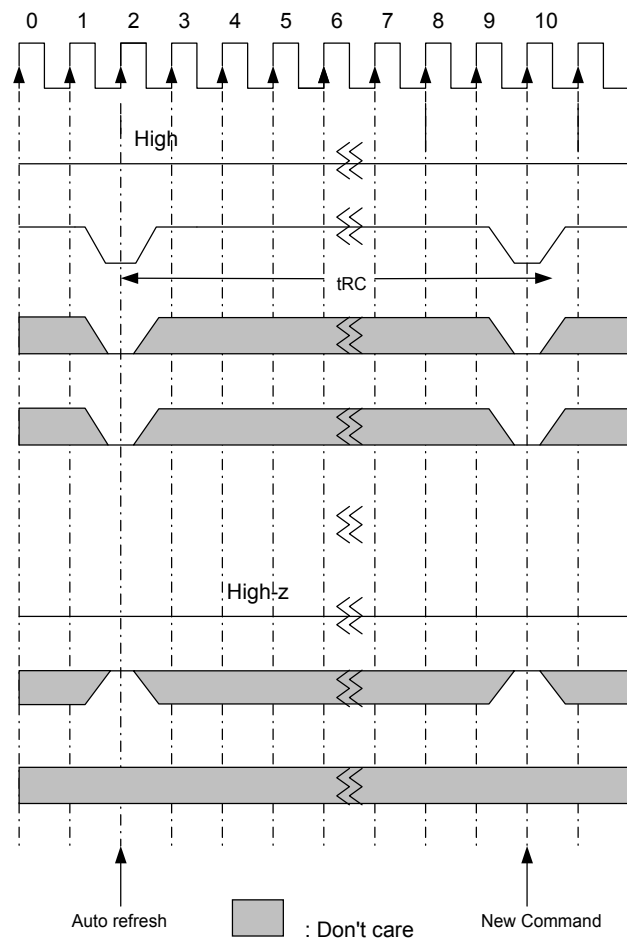 0 1 2 3 4 5 6 7 8 9 10
High
tRC
High-z
Auto refresh : Don't care New Command